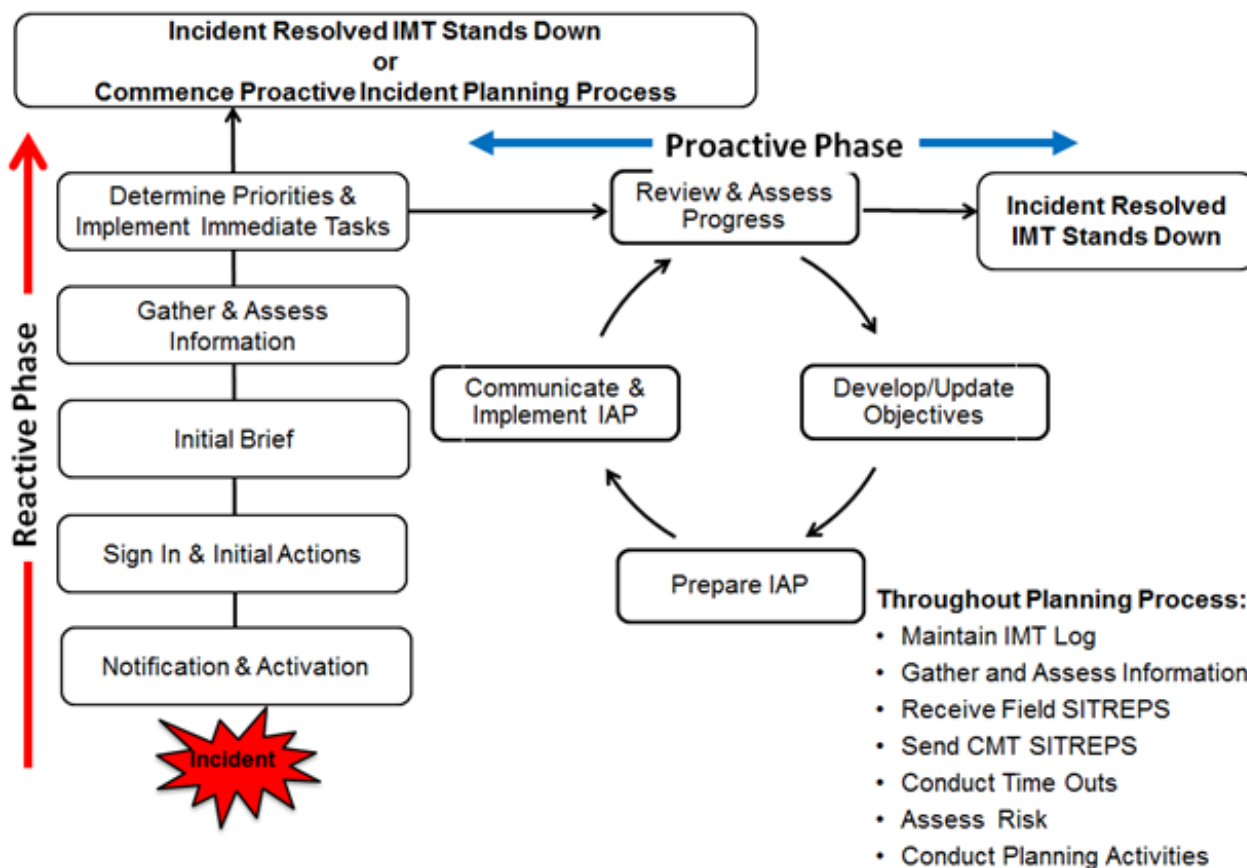 Incident Resolved IMT Stands Down
or
Commence Proactive Incident Planning Process
Reactive Phase
Proactive Phase
Determine Priorities &
Implement Immediate Tasks
Review & Assess
Progress
Incident Resolved
IMT Stands Down
Gather & Assess
Information
Communicate &
Implement IAP
Develop/Update
Objectives
Initial Brief
Sign In & Initial Actions
Prepare IAP
Notification & Activation
Incident
Throughout Planning Process:
• Maintain IMT Log
• Gather and Assess Information
• Receive Field SITREPS
• Send CMT SITREPS
• Conduct Time Outs
• Assess Risk
• Conduct Planning Activities